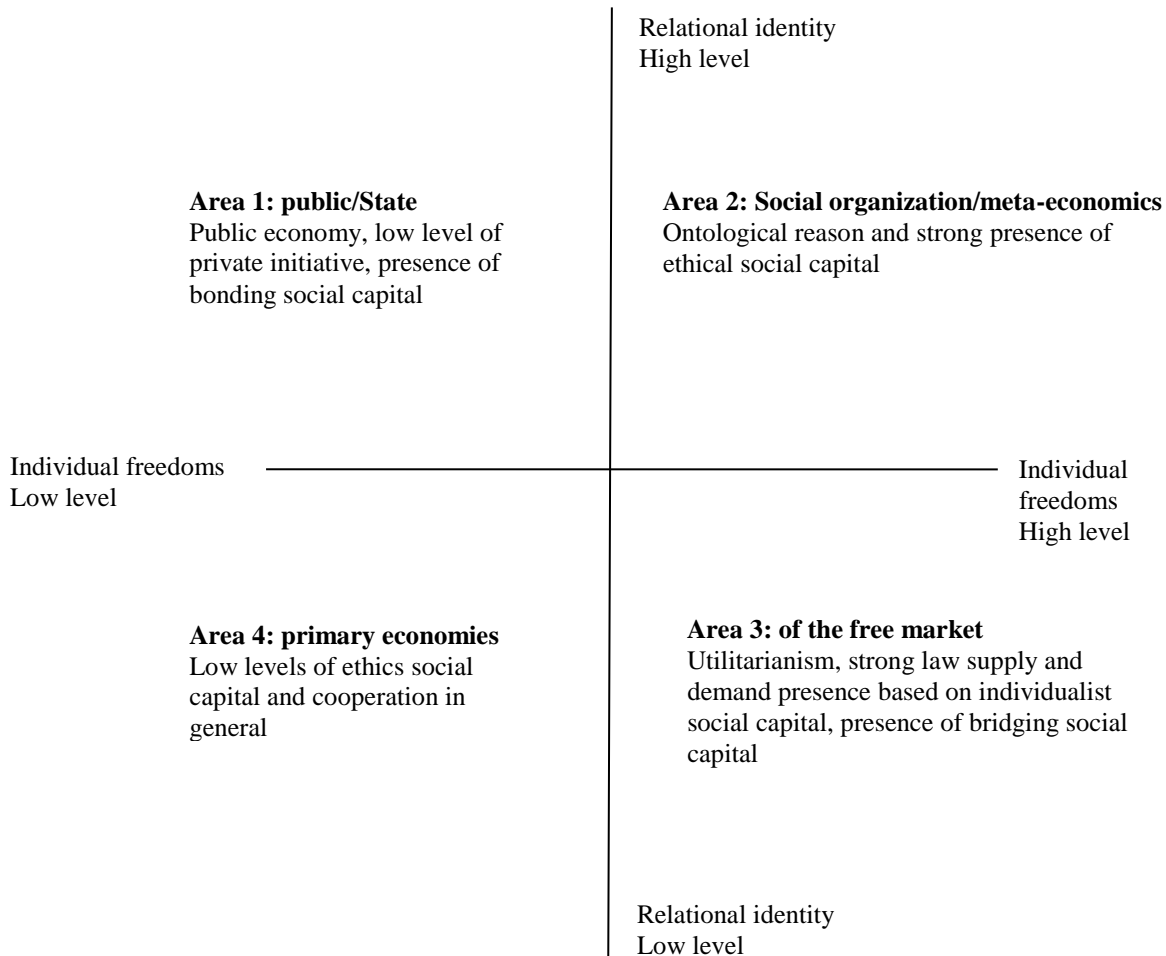 Relational identity
High level
Area 1: public/State
Public economy, low level of
private initiative, presence of
bonding social capital
Area 2: Social organization/meta-economics
Ontological reason and strong presence of
ethical social capital
Individual freedoms
Low level
Individual
freedoms
High level
Area 4: primary economies
Low levels of ethics social
capital and cooperation in
general
Area 3: of the free market
Utilitarianism, strong law supply and
demand presence based on individualist
social capital, presence of bridging social
capital
Relational identity
Low level